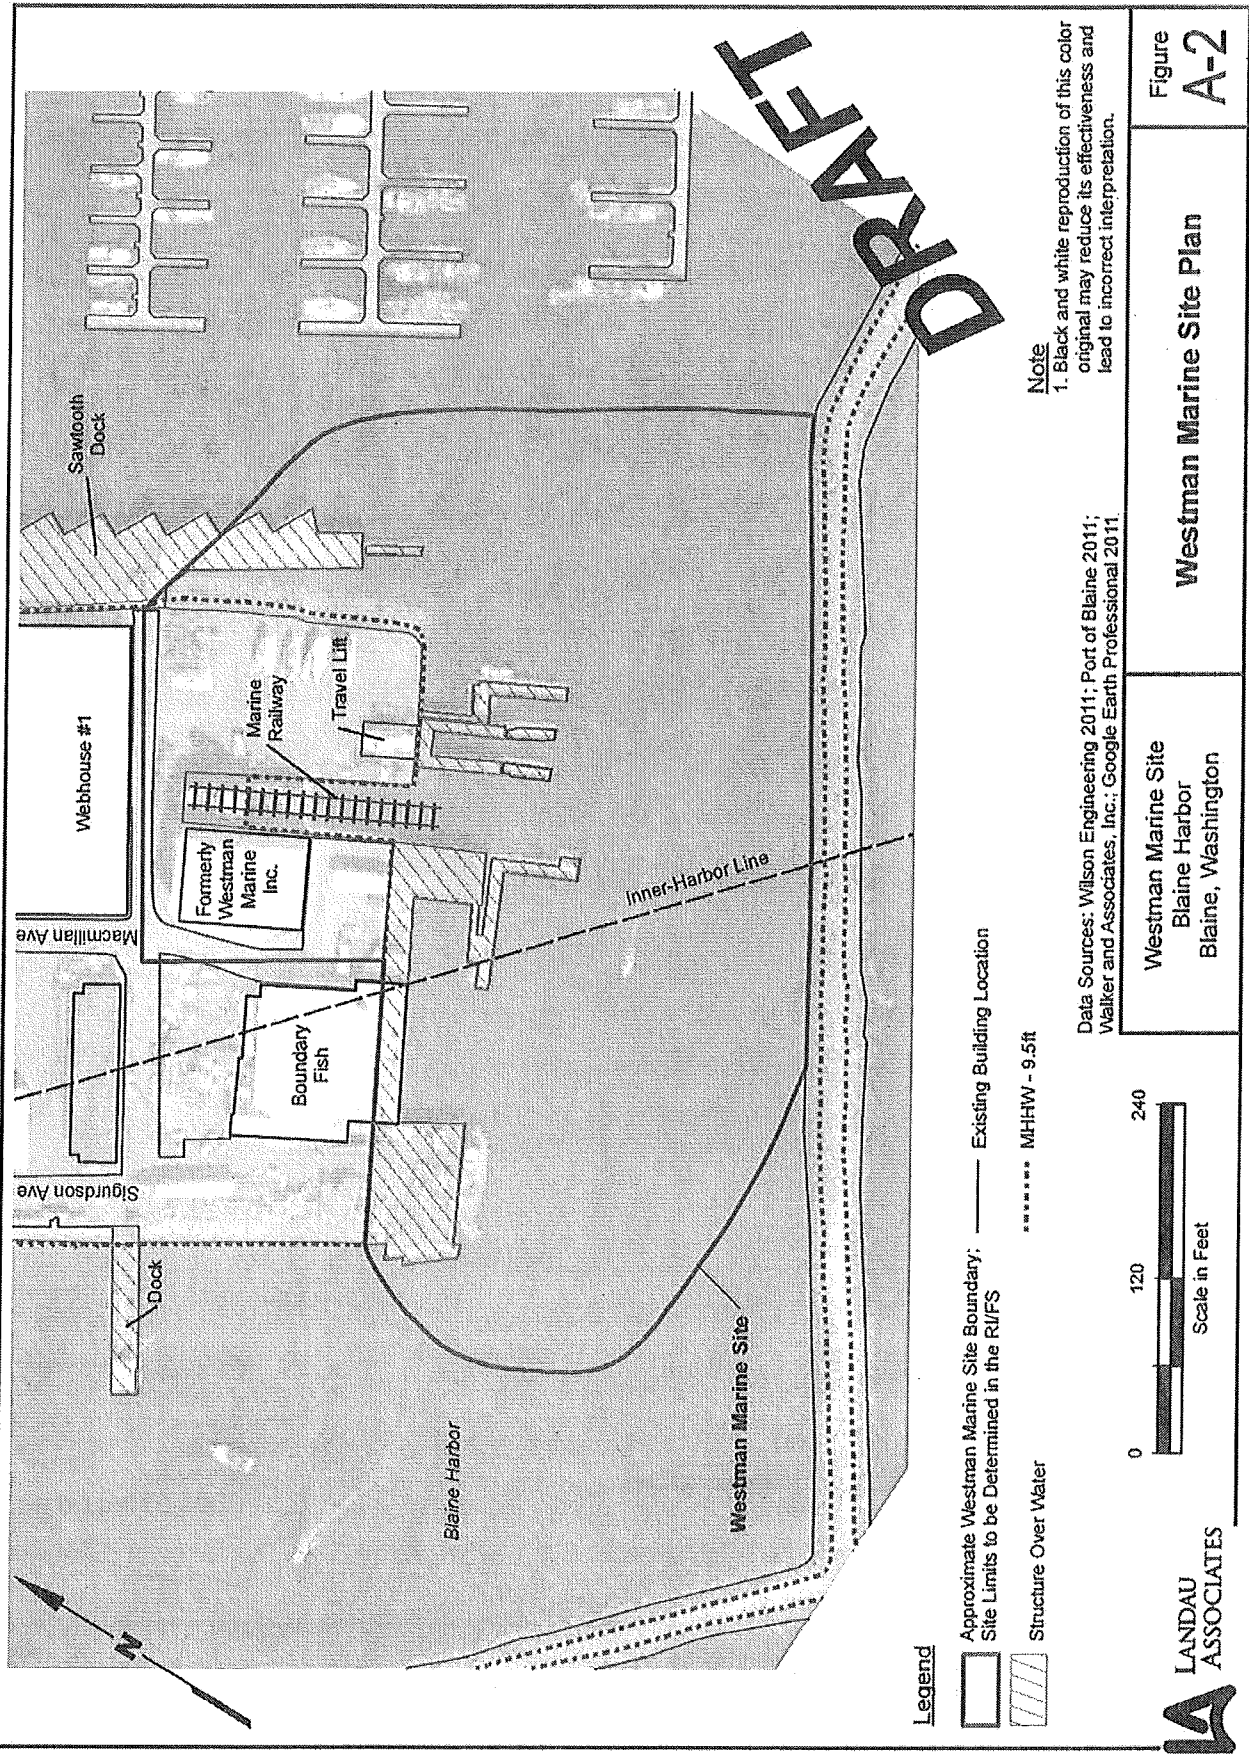 Sawtooth
Dock
Webhouse #1
Marine
Railway
Travel Lift
Formerly
Westman
Marine
Inc.
Macmillan Ave
Boundary
Fish
Sigurdson Ave
Dock
Inner-Harbor Line
Blaine Harbor
Westman Marine Site
N
DRAFT
Legend
Approximate Westman Marine Site Boundary;
Site Limits to be Determined in the RI/FS
Existing Building Location
Structure Over Water
MHHW - 9.5ft
Note
1. Black and white reproduction of this color
original may reduce its effectiveness and
lead to incorrect interpretation.
0 120 240
Scale in Feet
Data Sources: Wilson Engineering 2011; Port of Blaine 2011;
Walker and Associates, Inc.; Google Earth Professional 2011
LANDAU
ASSOCIATES
Westman Marine Site
Blaine Harbor
Blaine, Washington
Westman Marine Site Plan
Figure
A-2